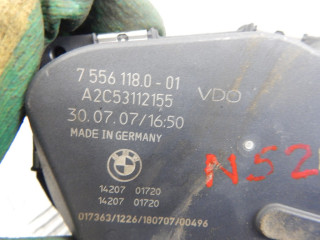 7 556 118.0-01
A2C53112155 VDO
30.07.07/16:50
MADE IN GERMANY
BMW
14207 01720
14207 01720
017363/1226/180707/00496
N52